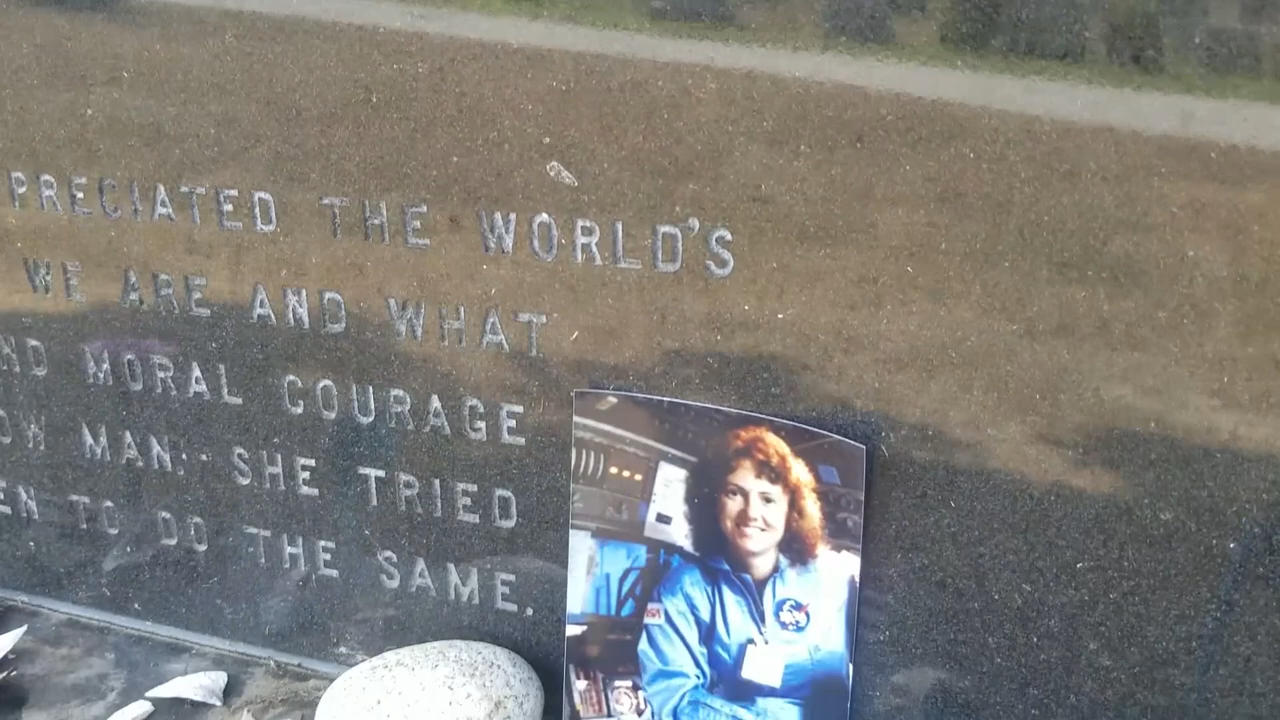 PRECIATED THE WORLD'S
WE ARE AND WHAT
ND MORAL COURAGE
OW MAN. SHE TRIED
EN TO DO THE SAME.
NASA